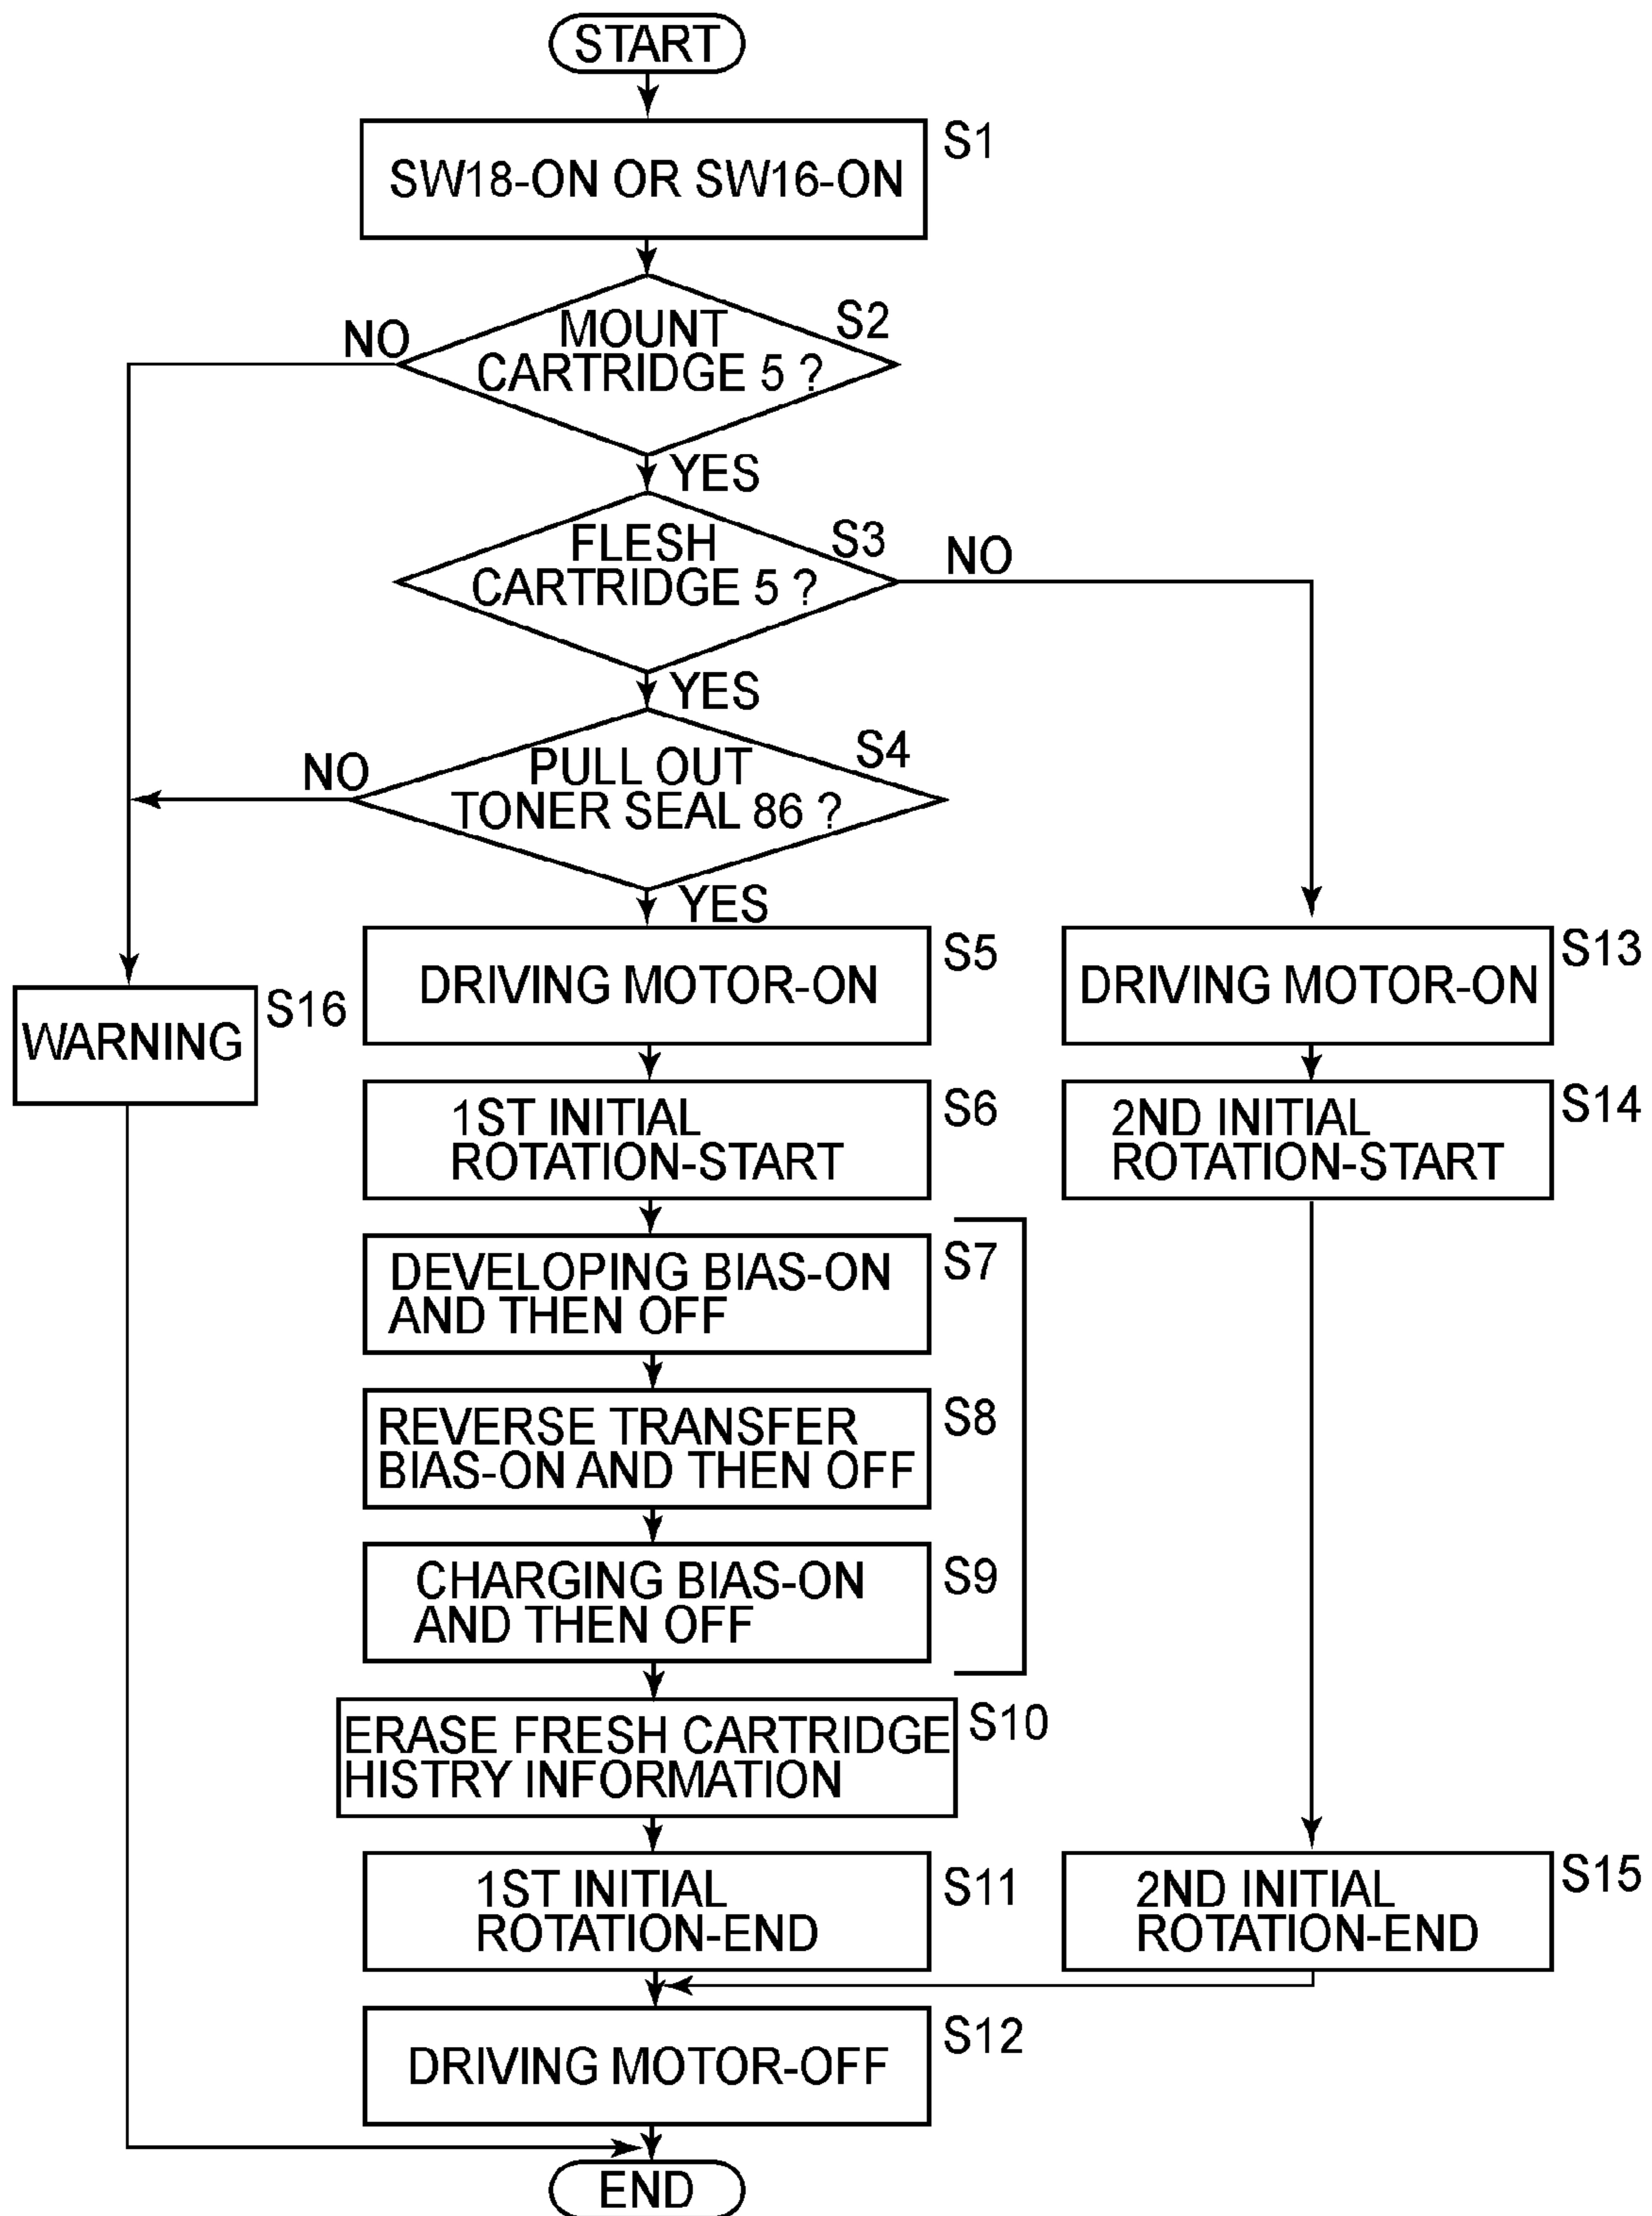 START
S1
SW18-ON OR SW16-ON
S2
NO
MOUNT
CARTRIDGE 5 ?
YES
S3
NO
FLESH
CARTRIDGE 5 ?
YES
S4
NO
PULL OUT
TONER SEAL 86 ?
YES
S5
DRIVING MOTOR-ON
S13
DRIVING MOTOR-ON
S16
WARNING
S6
1ST INITIAL
ROTATION-START
S14
2ND INITIAL
ROTATION-START
S7
DEVELOPING BIAS-ON
AND THEN OFF
S8
REVERSE TRANSFER
BIAS-ON AND THEN OFF
S9
CHARGING BIAS-ON
AND THEN OFF
S10
ERASE FRESH CARTRIDGE
HISTRY INFORMATION
S11
1ST INITIAL
ROTATION-END
S15
2ND INITIAL
ROTATION-END
S12
DRIVING MOTOR-OFF
END